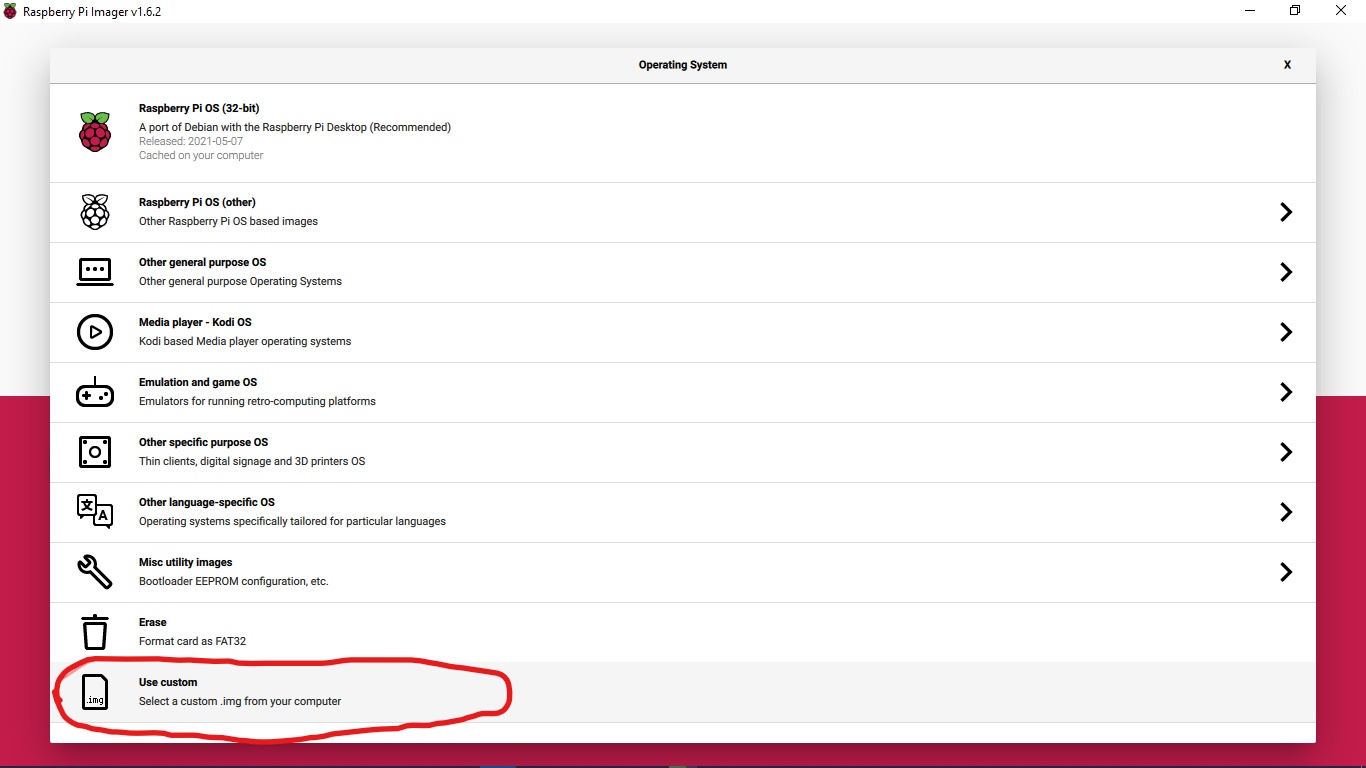 Raspberry Pi Imager v1.6.2
Operating System
X
Raspberry Pi OS (32-bit)
A port of Debian with the Raspberry Pi Desktop (Recommended)
Released: 2021-05-07
Cached on your computer
Raspberry Pi OS (other)
Other Raspberry Pi OS based images
Other general purpose OS
Other general purpose Operating Systems
Media player - Kodi OS
Kodi based Media player operating systems
Emulation and game OS
Emulators for running retro-computing platforms
Other specific purpose OS
Thin clients, digital signage and 3D printers OS
文
A
Other language-specific OS
Operating systems specifically tailored for particular languages
Misc utility images
Bootloader EEPROM configuration, etc.
Erase
Format card as FAT32
.img
Use custom
Select a custom .img from your computer